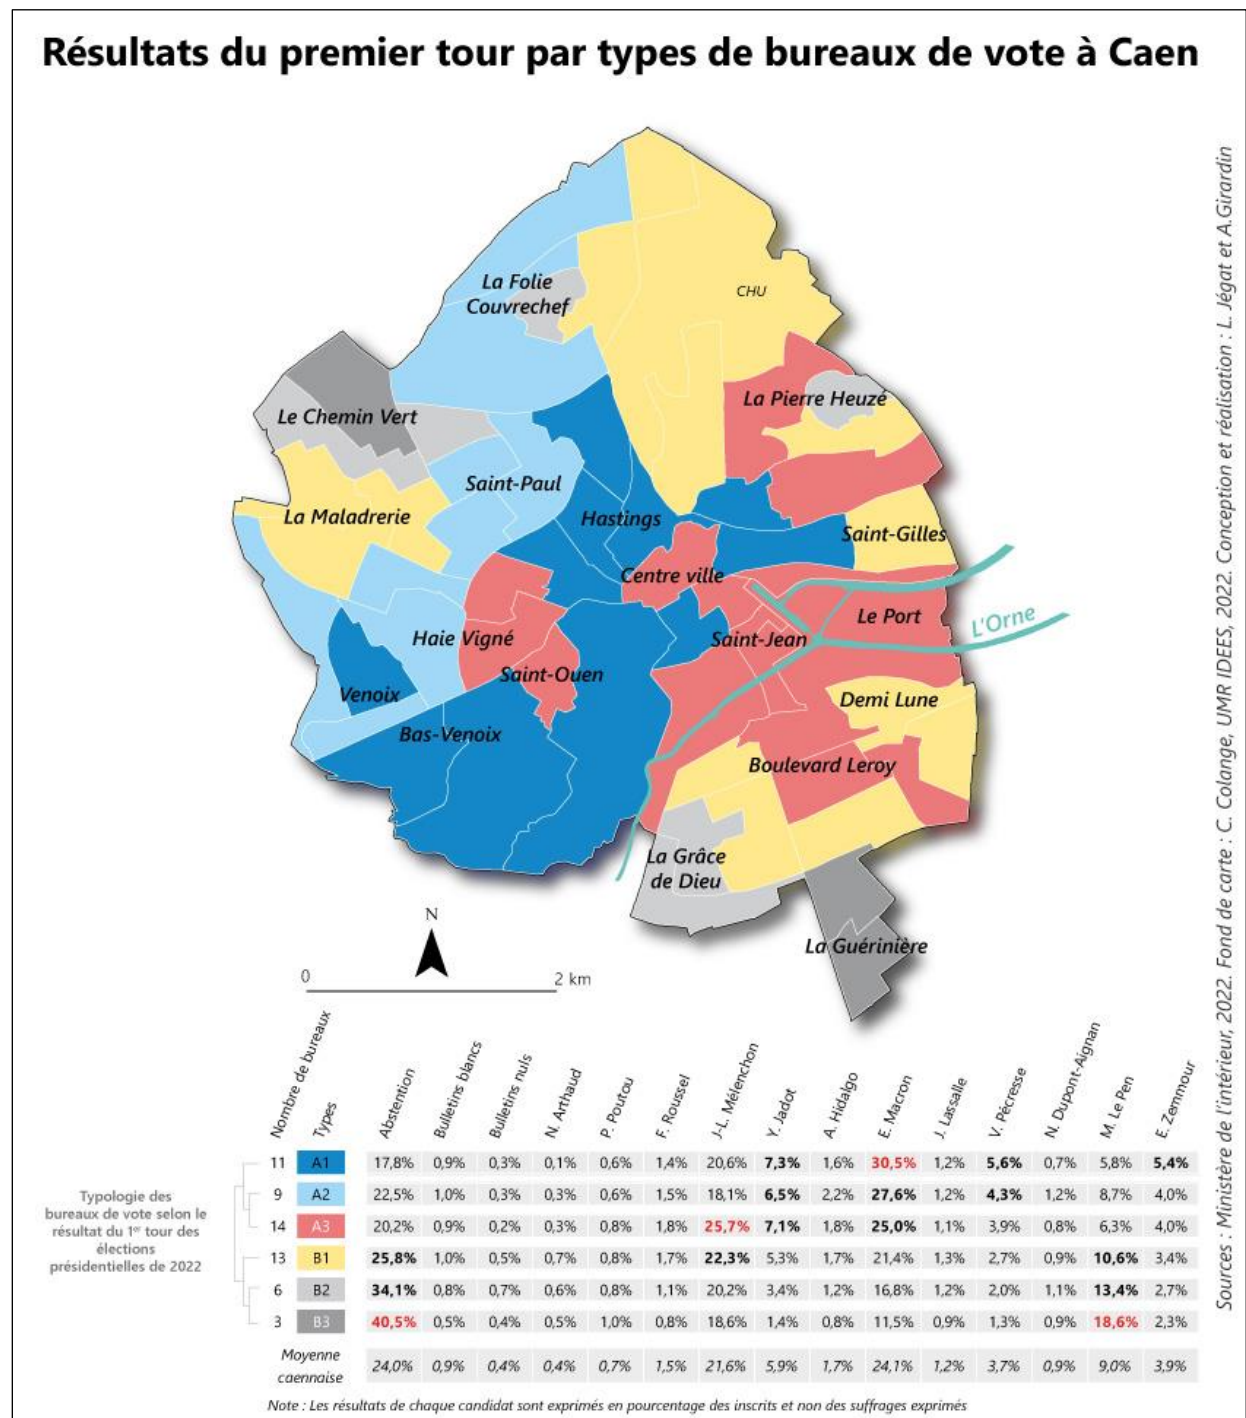 Résultats du premier tour par types de bureaux de vote à Caen
La Folie
Couvrechef
CHU
La Pierre Heuzé
Le Chemin Vert
Saint-Paul
La Maladrerie
Hastings
Saint-Gilles
Centre ville
Le Port
L'Orne
Haie Vigné
Saint-Jean
Saint-Ouen
Venoix
Demi Lune
Bas-Venoix
Boulevard Leroy
La Grâce
de Dieu
La Guérinière
N
0 2 km
Sources : Ministère de l'intérieur, 2022. Fond de carte : C. Colange, UMR IDEES, 2022. Conception et réalisation : L. Jégat et A.Girardin
Nombre de bureaux Types Abstention Bulletins blancs Bulletins nuls N. Arthaud P. Poutou F. Roussel J-L. Mélenchon Y. Jadot A. Hidalgo E. Macron J. Lassalle V. Pécresse N. Dupont-Aignan M. Le Pen E. Zemmour
11 A1 17,8% 0,9% 0,3% 0,1% 0,6% 1,4% 20,6% 7,3% 1,6% 30,5% 1,2% 5,6% 0,7% 5,8% 5,4%
9 A2 22,5% 1,0% 0,3% 0,3% 0,6% 1,5% 18,1% 6,5% 2,2% 27,6% 1,2% 4,3% 1,2% 8,7% 4,0%
14 A3 20,2% 0,9% 0,2% 0,3% 0,8% 1,8% 25,7% 7,1% 1,8% 25,0% 1,1% 3,9% 0,8% 6,3% 4,0%
13 B1 25,8% 1,0% 0,5% 0,7% 0,8% 1,7% 22,3% 5,3% 1,7% 21,4% 1,3% 2,7% 0,9% 10,6% 3,4%
6 B2 34,1% 0,8% 0,7% 0,6% 0,8% 1,1% 20,2% 3,4% 1,2% 16,8% 1,2% 2,0% 1,1% 13,4% 2,7%
3 B3 40,5% 0,5% 0,4% 0,5% 1,0% 0,8% 18,6% 1,4% 0,8% 11,5% 0,9% 1,3% 0,9% 18,6% 2,3%
Typologie des
bureaux de vote selon le
résultat du 1er tour des
élections
présidentielles de 2022
Moyenne
caennaise
24,0% 0,9% 0,4% 0,4% 0,7% 1,5% 21,6% 5,9% 1,7% 24,1% 1,2% 3,7% 0,9% 9,0% 3,9%
Note : Les résultats de chaque candidat sont exprimés en pourcentage des inscrits et non des suffrages exprimés